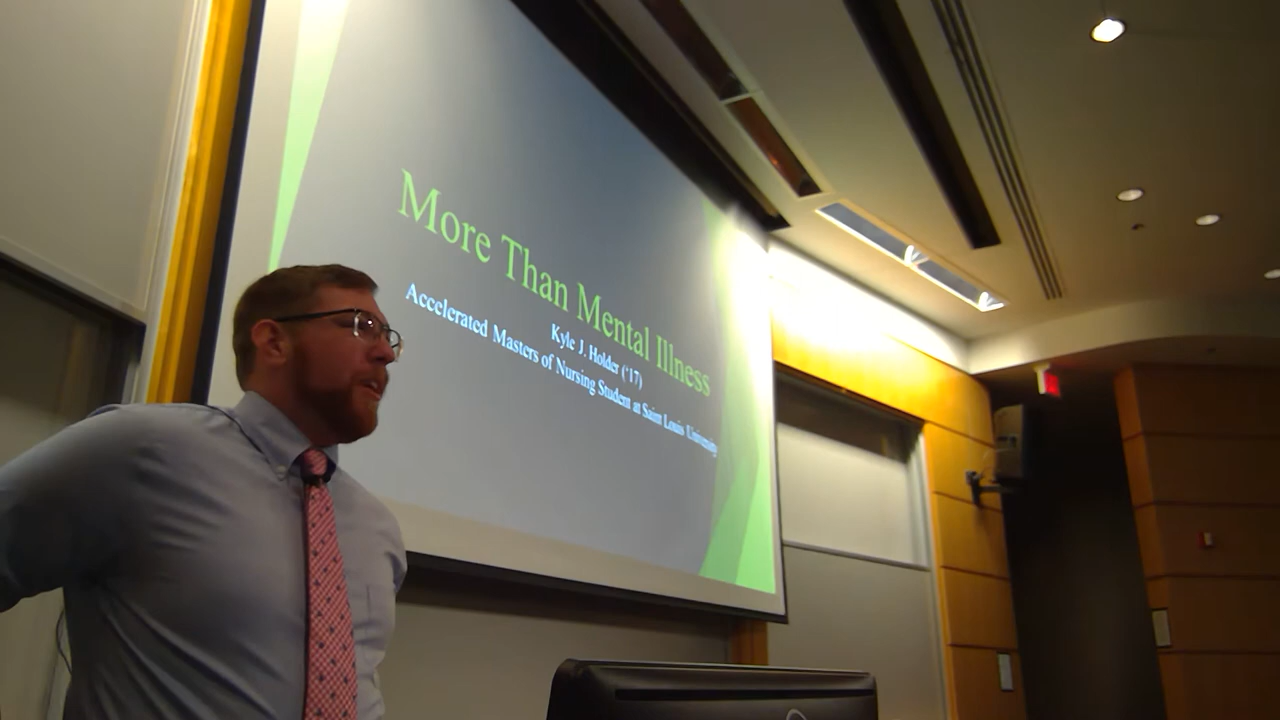 More Than Mental Illness
Kyle J. Holder ('17)
Accelerated Masters of Nursing Student at Saint Louis University